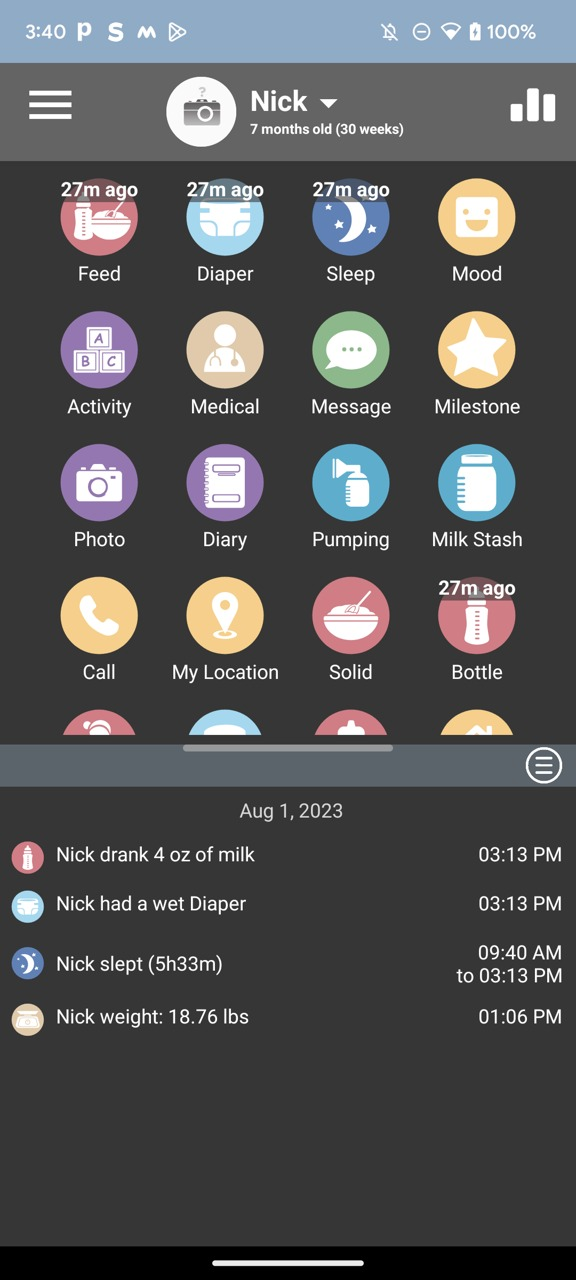 3:40
100%
?
Nick
7 months old (30 weeks)
27m ago
27m ago
27m ago
Feed
Diaper
Sleep
Mood
A
B
C
Activity
Medical
Message
Milestone
Photo
Diary
Pumping
Milk Stash
27m ago
Call
My Location
Solid
Bottle
Aug 1, 2023
Nick drank 4 oz of milk
03:13 PM
Nick had a wet Diaper
03:13 PM
Nick slept (5h33m)
09:40 AM
to 03:13 PM
Nick weight: 18.76 lbs
01:06 PM